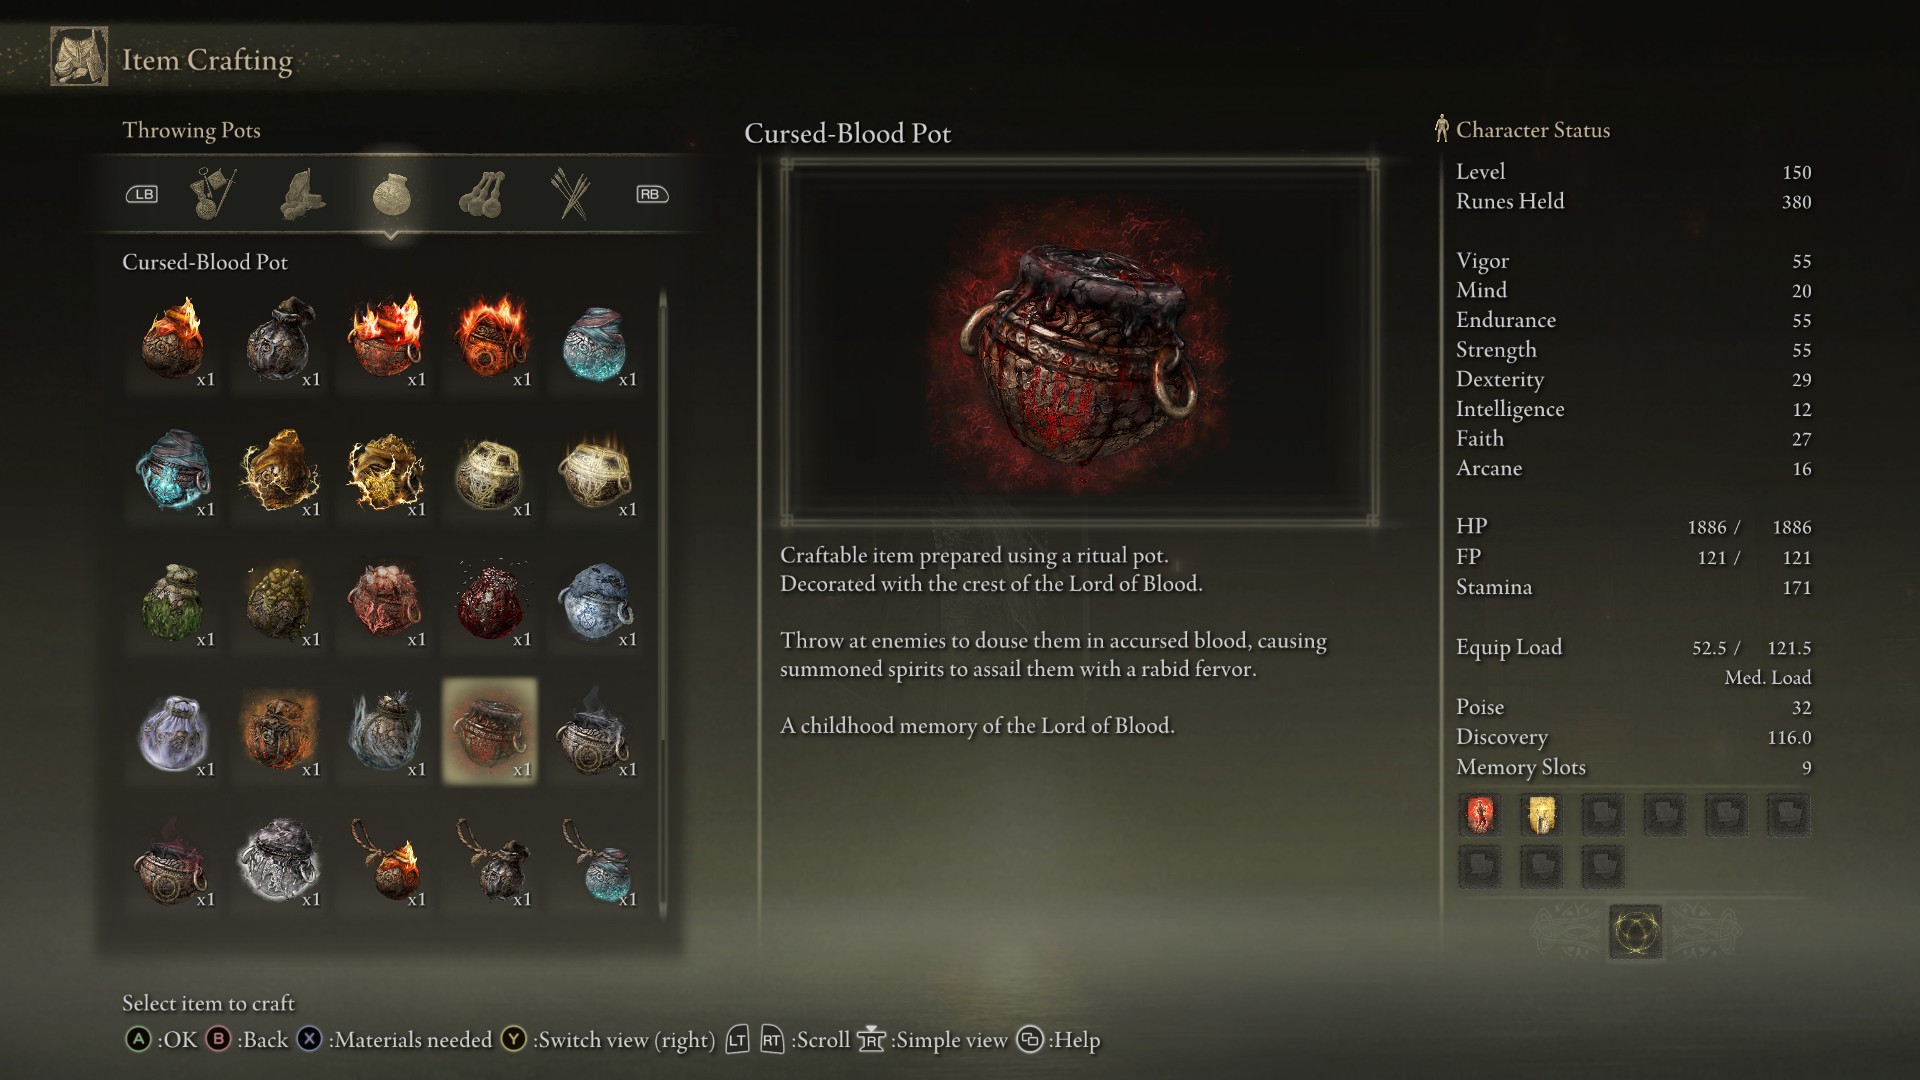 Item Crafting
Throwing Pots
LB
RB
Cursed-Blood Pot
x1 x1 x1 x1 x1
x1 x1 x1 x1 x1
x1 x1 x1 x1 x1
x1 x1 x1 x1 x1
x1 x1 x1 x1 x1
Cursed-Blood Pot
Craftable item prepared using a ritual pot.
Decorated with the crest of the Lord of Blood.
Throw at enemies to douse them in accursed blood, causing
summoned spirits to assail them with a rabid fervor.
A childhood memory of the Lord of Blood.
Character Status
Level 150
Runes Held 380
Vigor 55
Mind 20
Endurance 55
Strength 55
Dexterity 29
Intelligence 12
Faith 27
Arcane 16
HP 1886 / 1886
FP 121 / 121
Stamina 171
Equip Load 52.5 / 121.5
Med. Load
Poise 32
Discovery 116.0
Memory Slots 9
Select item to craft
A :OK B :Back X :Materials needed Y :Switch view (right) LT RT :Scroll R :Simple view :Help